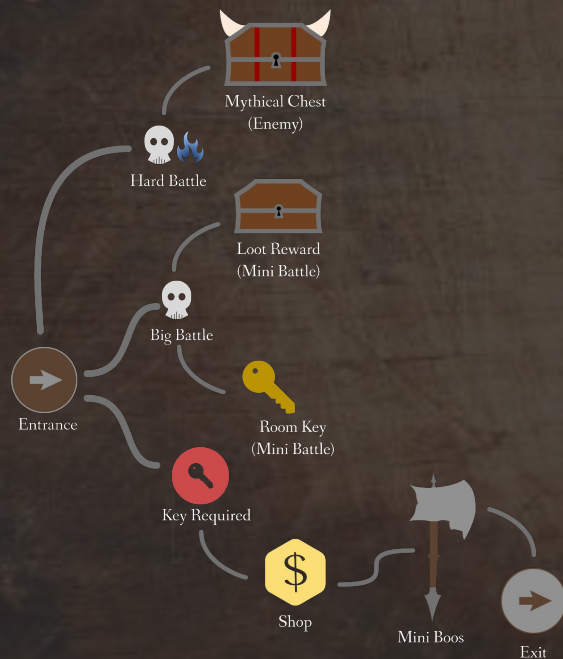 Mythical Chest
(Enemy)
Hard Battle
Loot Reward
(Mini Battle)
Big Battle
Entrance
Room Key
(Mini Battle)
Key Required
$
Shop
Mini Boos
Exit